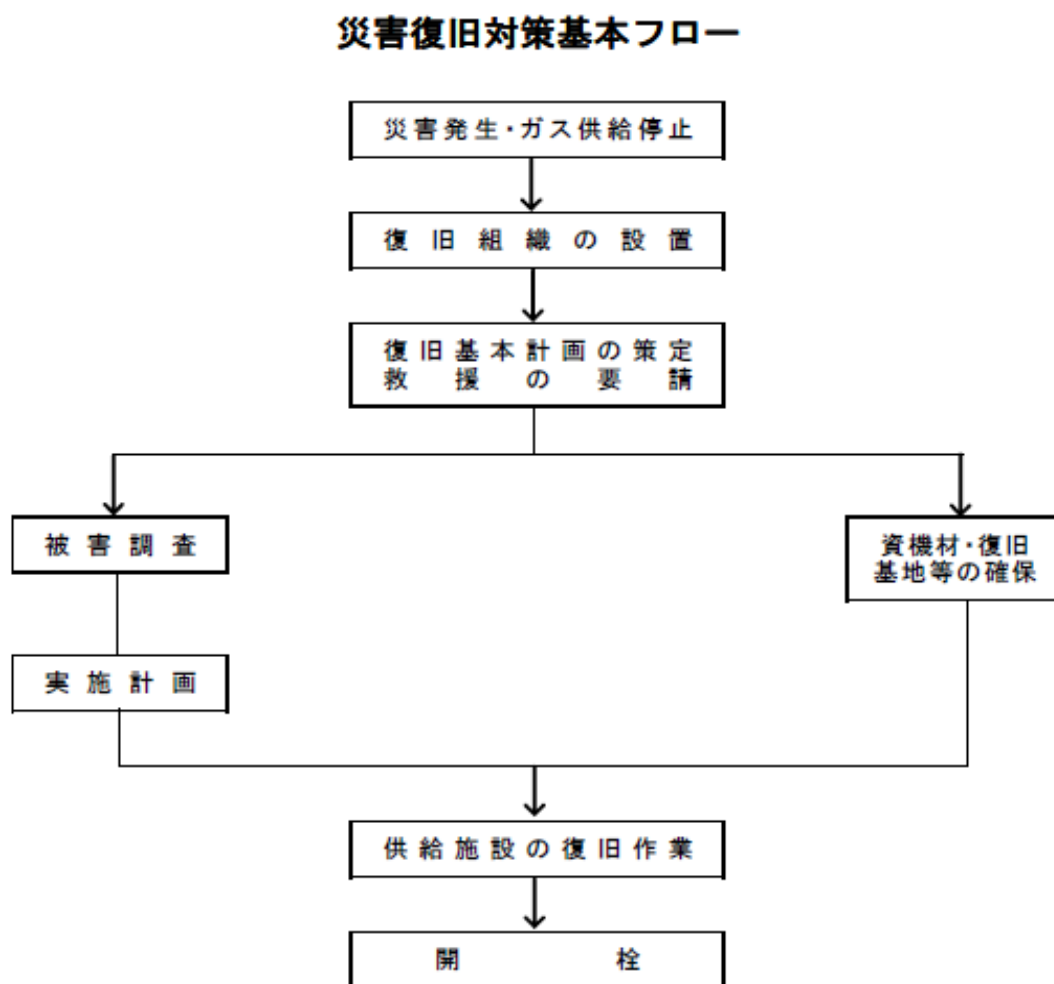 災害復旧対策基本フロー
災害発生・ガス供給停止
復旧組織の設置
復旧基本計画の策定
救援の要請
被害調査
資機材・復旧
基地等の確保
実施計画
供給施設の復旧作業
開栓